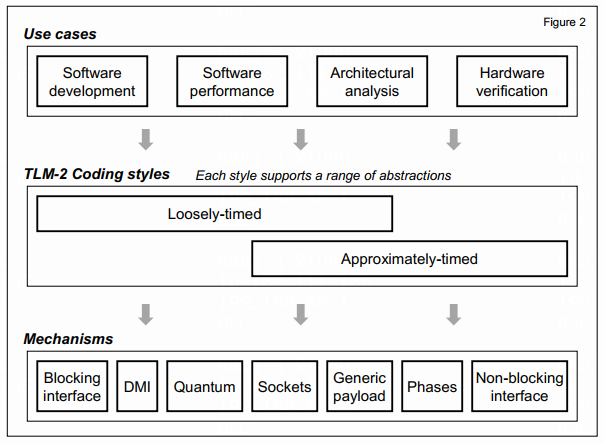 Figure 2
Use cases
Software
development
Software
performance
Architectural
analysis
Hardware
verification
TLM-2 Coding styles Each style supports a range of abstractions
Loosely-timed
Approximately-timed
Mechanisms
Blocking
interface
DMI
Quantum
Sockets
Generic
payload
Phases
Non-blocking
interface